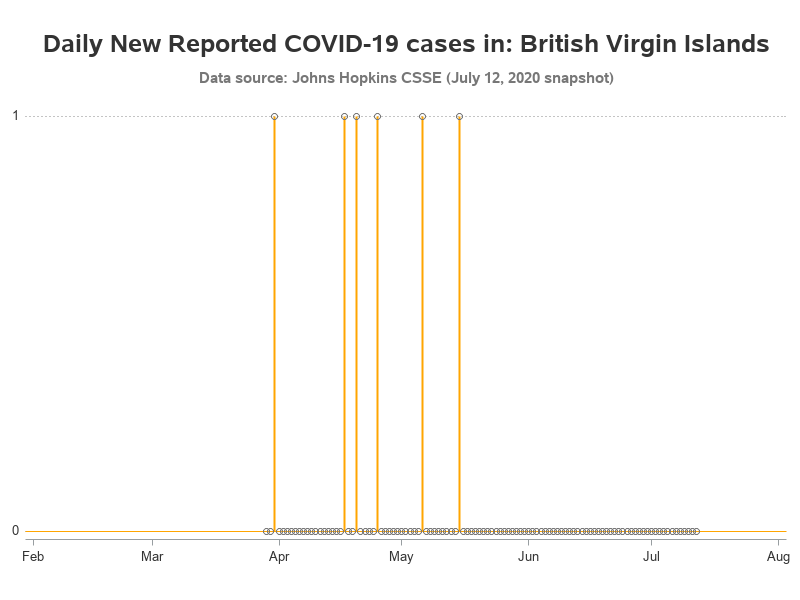 Daily New Reported COVID-19 cases in: British Virgin Islands
Data source: Johns Hopkins CSSE (July 12, 2020 snapshot)
1
0
Feb Mar Apr May Jun Jul Aug